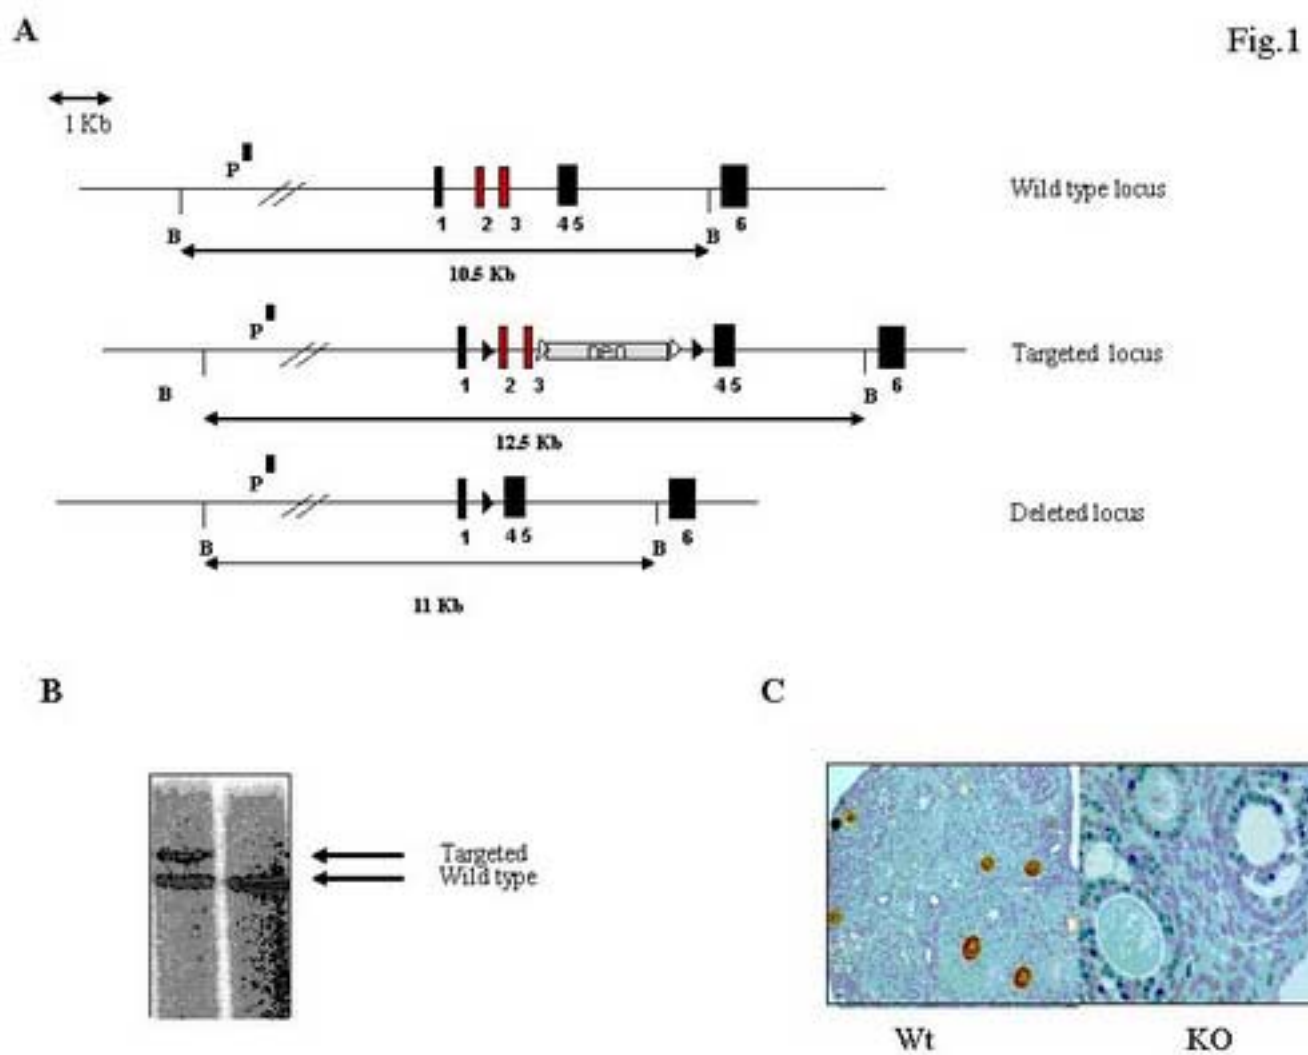 A
Fig.1
1 Kb
P
Wild type locus
1 2 3 4 5 6
B B
10.5 Kb
P
neo
Targeted locus
1 2 3 4 5 6
B B
12.5 Kb
P
Deleted locus
1 4 5 6
B B
11 Kb
B
C
Targeted
Wild type
Wt KO